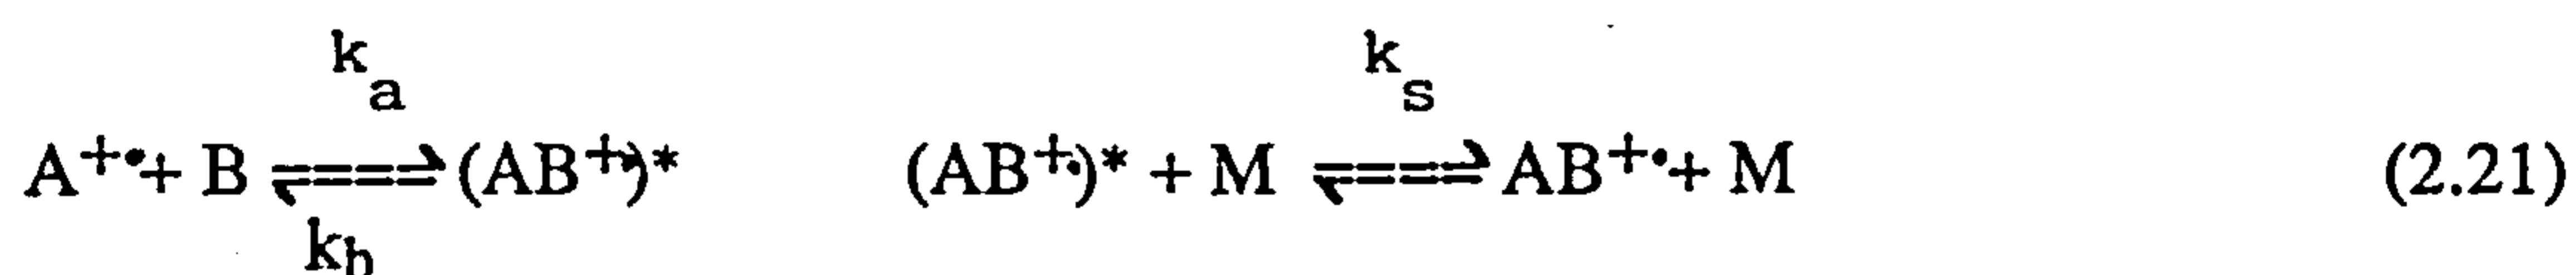 k_a k_s
A⁺• + B ⇌ (AB⁺•)* (AB⁺•)* + M ⇌ AB⁺• + M (2.21)
k_b